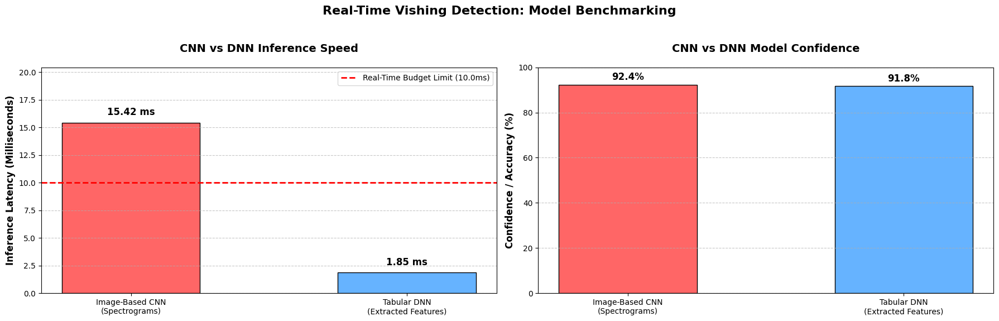 Real-Time Vishing Detection: Model Benchmarking
CNN vs DNN Inference Speed
Inference Latency (Milliseconds)
20.0
17.5
15.0
12.5
10.0
7.5
5.0
2.5
0.0
Real-Time Budget Limit (10.0ms)
15.42 ms
1.85 ms
Image-Based CNN
(Spectrograms)
Tabular DNN
(Extracted Features)
CNN vs DNN Model Confidence
Confidence / Accuracy (%)
100
80
60
40
20
0
92.4%
91.8%
Image-Based CNN
(Spectrograms)
Tabular DNN
(Extracted Features)